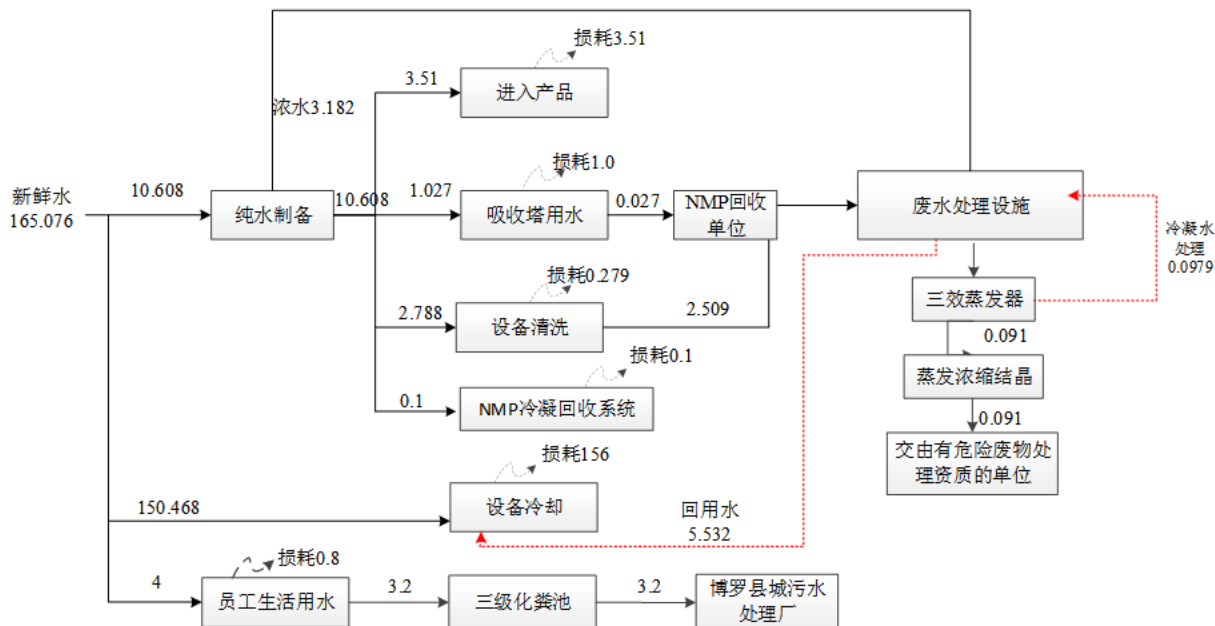 损耗3.51
3.51
进入产品
浓水3.182
损耗1.0
新鲜水
165.076
10.608
纯水制备
10.608
1.027
吸收塔用水
0.027
NMP回收
单位
废水处理设施
冷凝水
处理
0.0979
损耗0.279
2.788
设备清洗
2.509
三效蒸发器
0.091
损耗0.1
蒸发浓缩结晶
0.1
NMP冷凝回收系统
0.091
损耗156
交由有危险废物处
理资质的单位
150.468
设备冷却
回用水
5.532
损耗0.8
4
员工生活用水
3.2
三级化粪池
3.2
博罗县城污水
处理厂